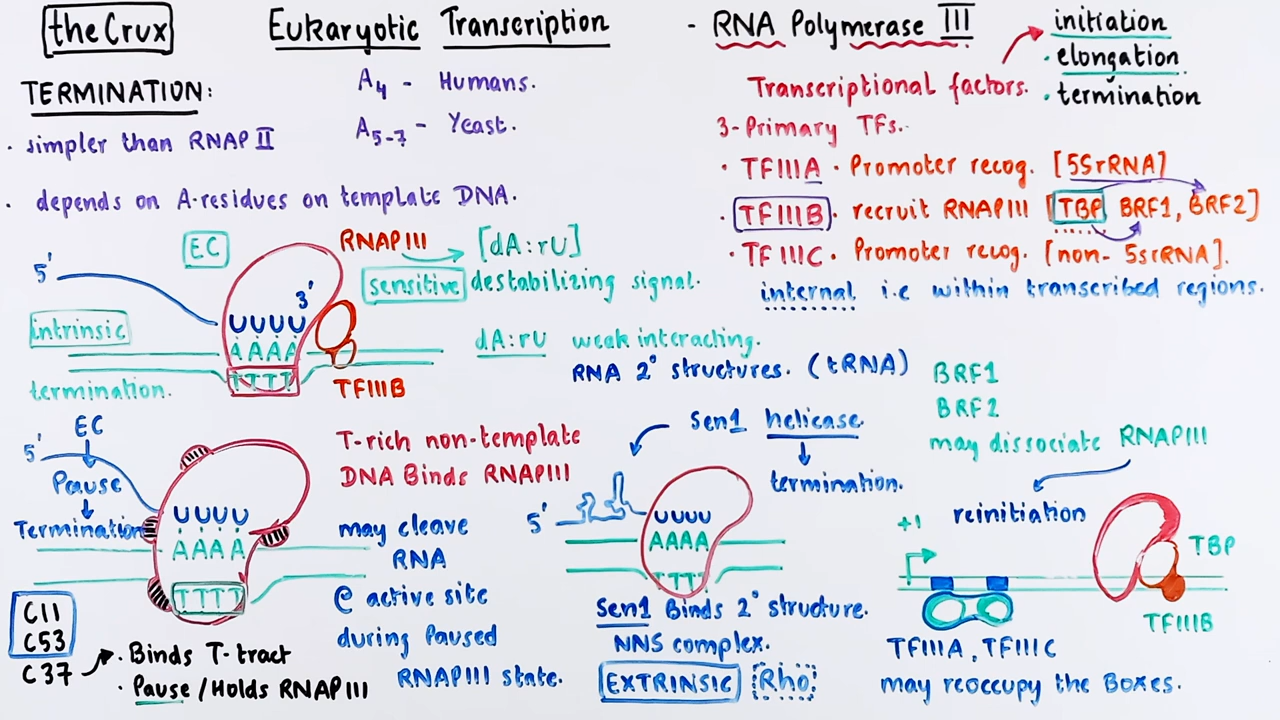 theCrux
Eukaryotic Transcription
- RNA Polymerase III
initiation
· elongation
· termination
Transcriptional factors.
3-Primary TFs.
· TFIIIA · Promoter recog. [5SrRNA]
· TFIIIB · recruit RNAPIII [TBP BRF1, BRF2]
· TFIIIC · Promoter recog. [non- 5srRNA].
internal i.e within transcribed regions.
TERMINATION:
A4 - Humans.
A5-7 - Yeast.
· simpler than RNAP II
· depends on A-residues on template DNA.
EC
RNAPIII
[dA:rU]
sensitive destabilizing signal.
5'
3'
UUUU
AAAA
TTTT
TFIIIB
intrinsic
termination.
dA:rU weak interacting.
RNA 2° structures. (tRNA)
EC
5'
Pause
Termination
UUUU
AAAA
TTTT
T-rich non-template
DNA Binds RNAPIII
may cleave
RNA
@ active site
during Paused
RNAPIII state.
C11
C53
C37
· Binds T-tract
· Pause/Holds RNAPIII
Sen1 helicase.
termination.
5'
UUUU
AAAA
TTTT
Sen1 Binds 2° structure.
NNS complex.
EXTRINSIC [Rho]
BRF1
BRF2
may dissociate RNAPIII
reinitiation
+1
TBP
TFIIIB
TFIIIA, TFIIIC
may reoccupy the Boxes.